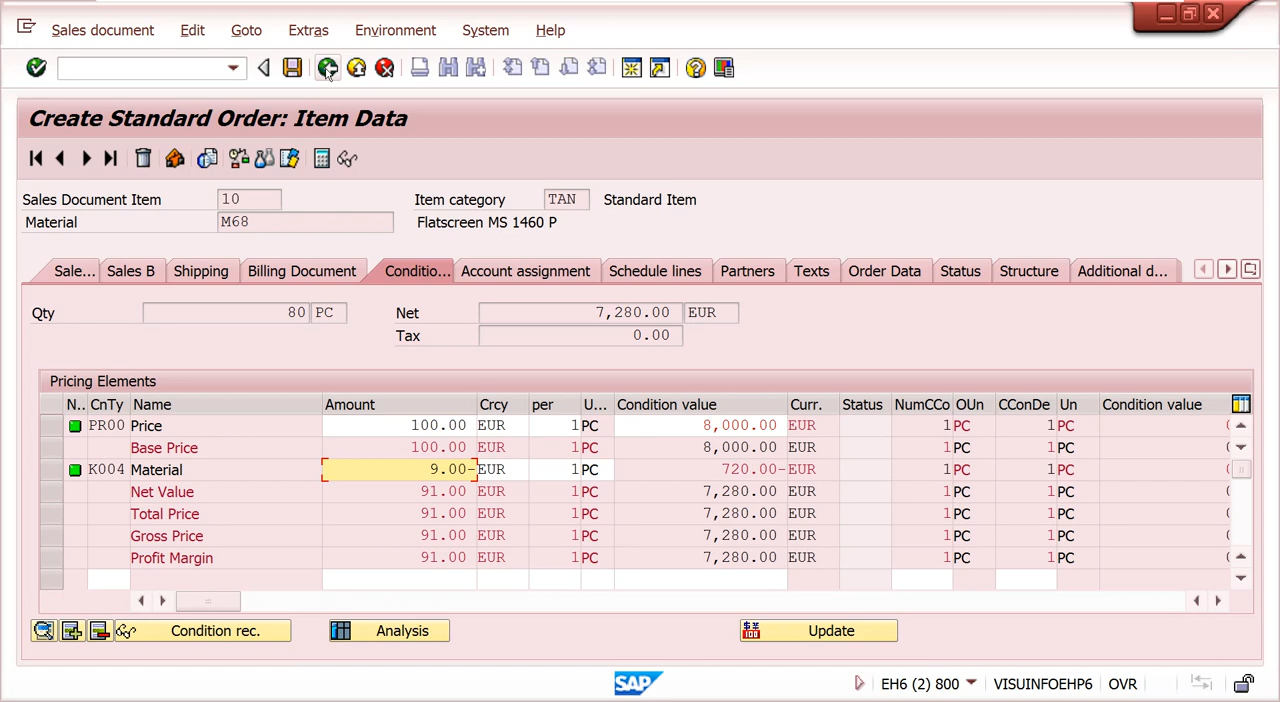 Sales document Edit Goto Extras Environment System Help
Create Standard Order: Item Data
Sales Document Item 10 Item category TAN Standard Item
Material M68 Flatscreen MS 1460 P
Sale... Sales B Shipping Billing Document Conditio... Account assignment Schedule lines Partners Texts Order Data Status Structure Additional d...
Qty 80 PC Net 7,280.00 EUR
Tax 0.00
Pricing Elements
N.. CnTy Name Amount Crcy per U... Condition value Curr. Status NumCCo OUn CConDe Un Condition value
PR00 Price 100.00 EUR 1 PC 8,000.00 EUR 1 PC 1 PC
Base Price 100.00 EUR 1 PC 8,000.00 EUR 1 PC 1 PC
K004 Material 9.00- EUR 1 PC 720.00- EUR 1 PC 1 PC
Net Value 91.00 EUR 1 PC 7,280.00 EUR 1 PC 1 PC
Total Price 91.00 EUR 1 PC 7,280.00 EUR 1 PC 1 PC
Gross Price 91.00 EUR 1 PC 7,280.00 EUR 1 PC 1 PC
Profit Margin 91.00 EUR 1 PC 7,280.00 EUR 1 PC 1 PC
Condition rec. Analysis Update
SAP EH6 (2) 800 VISUINFOEHP6 OVR